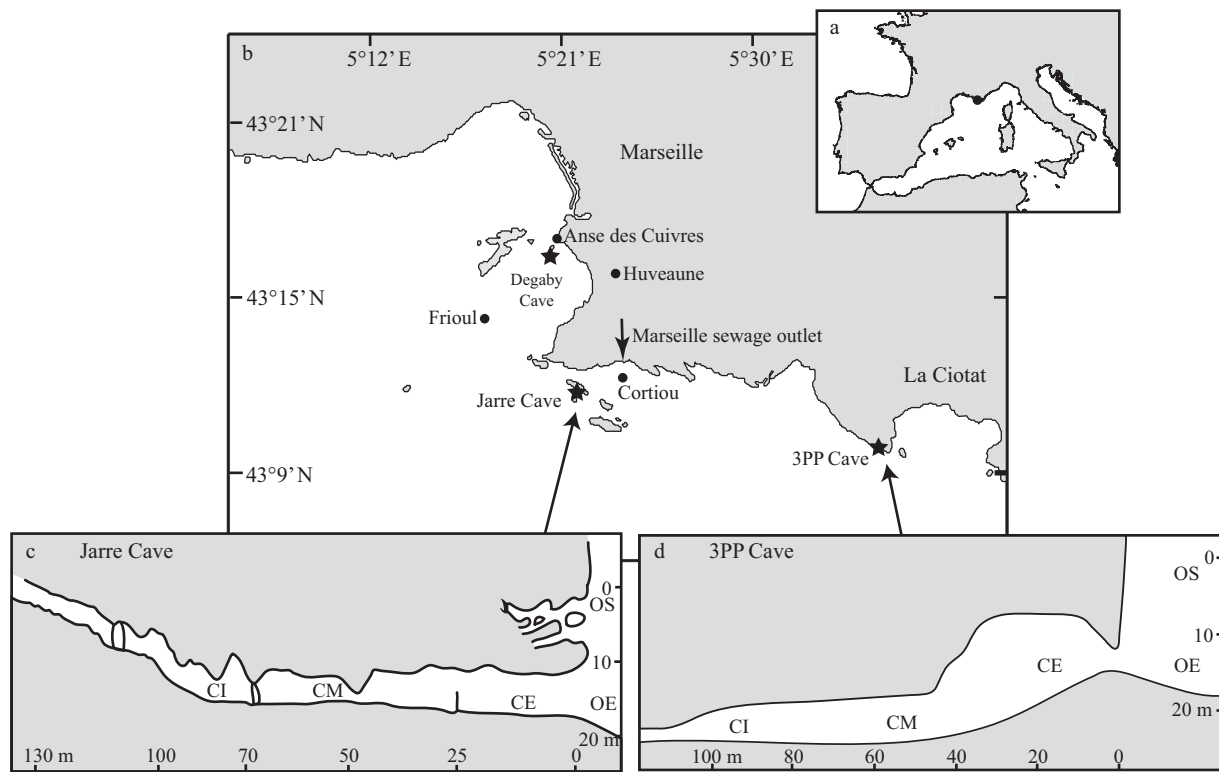 a
b
5°12’E
5°21’E
5°30’E
43°21’N
Marseille
Anse des Cuivres
Degaby
Cave
Huveaune
43°15’N
Frioul
Marseille sewage outlet
La Ciotat
Jarre Cave
Cortiou
3PP Cave
43°9’N
c Jarre Cave
0
OS
10
CI
CM
CE
OE
20 m
130 m
100
70
50
25
0
d 3PP Cave
0
OS
10
CE
OE
20 m
CI
CM
100 m
80
60
40
20
0